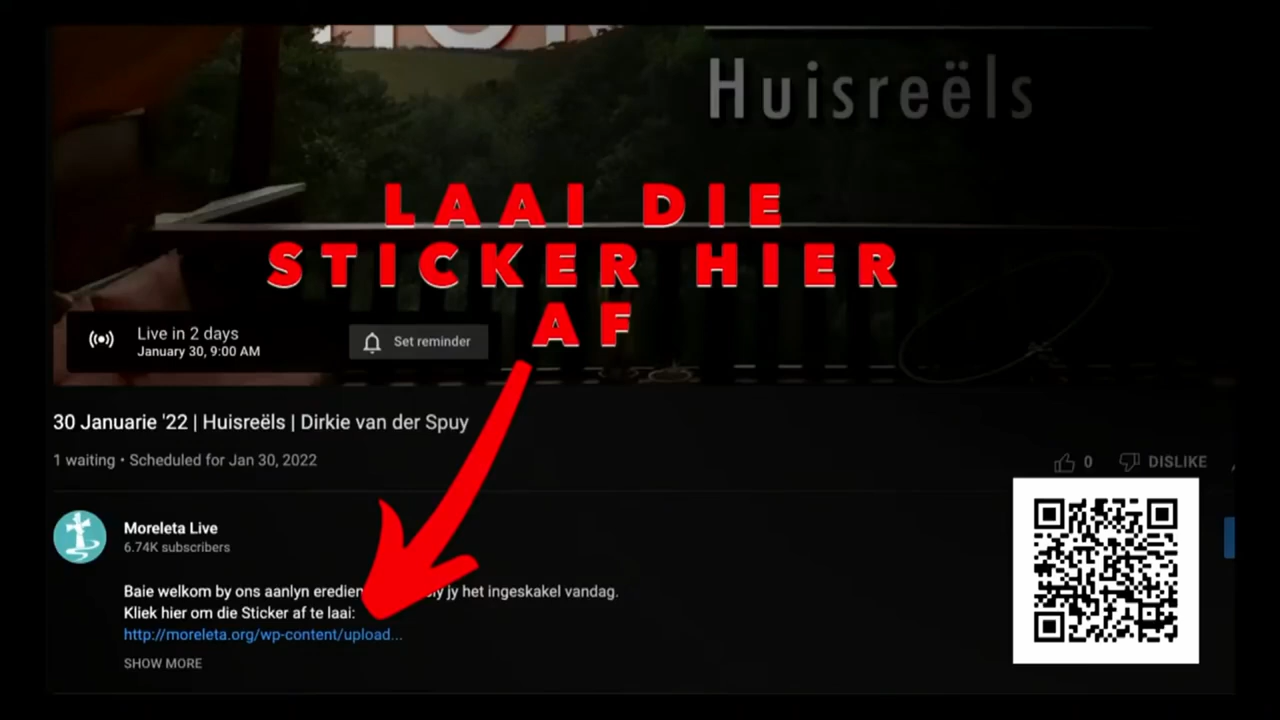 Huisreëls
LAAI DIE
STICKER HIER
AF
Live in 2 days
January 30, 9:00 AM
Set reminder
30 Januarie '22 | Huisreëls | Dirkie van der Spuy
1 waiting • Scheduled for Jan 30, 2022
0
DISLIKE
Moreleta Live
6.74K subscribers
Baie welkom by ons aanlyn jy het ingeskakel vandag.
Kliek hier om die Sticker af te laai:
http://moreleta.org/wp-content/upload...
SHOW MORE